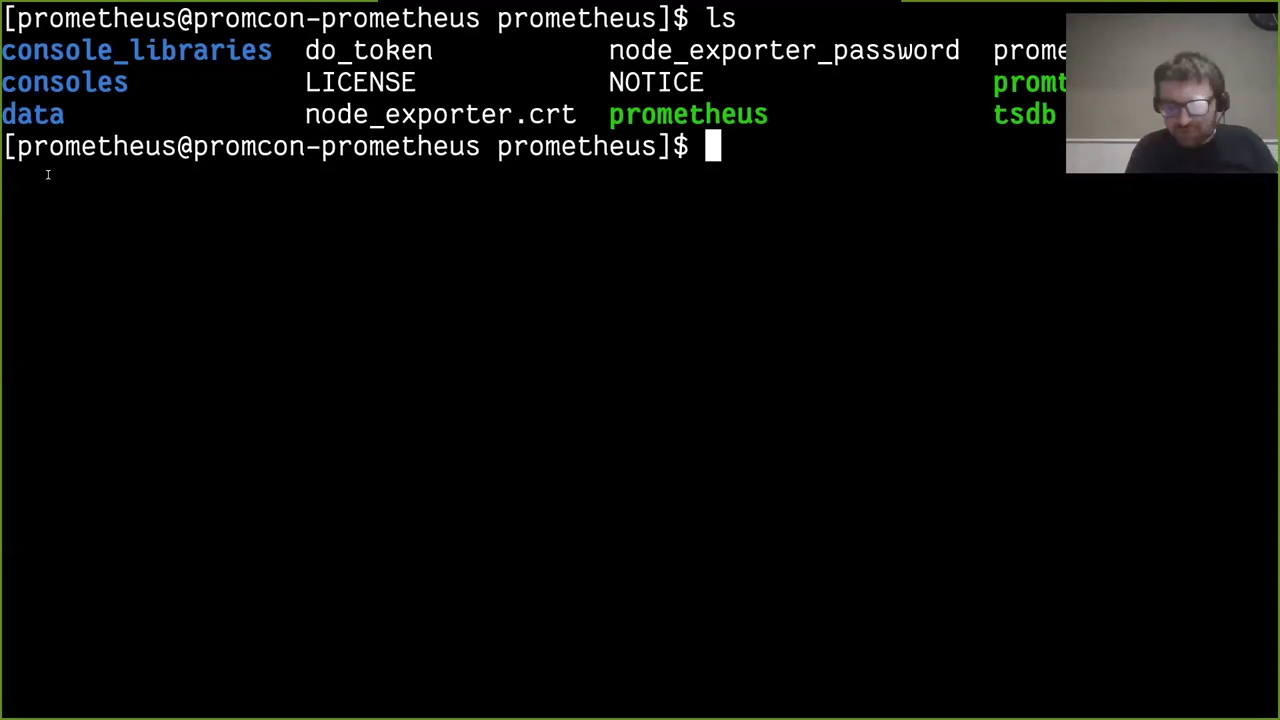 [prometheus@promcon-prometheus prometheus]$ ls
console_libraries do_token node_exporter_password
consoles LICENSE NOTICE
data node_exporter.crt prometheus tsdb
[prometheus@promcon-prometheus prometheus]$